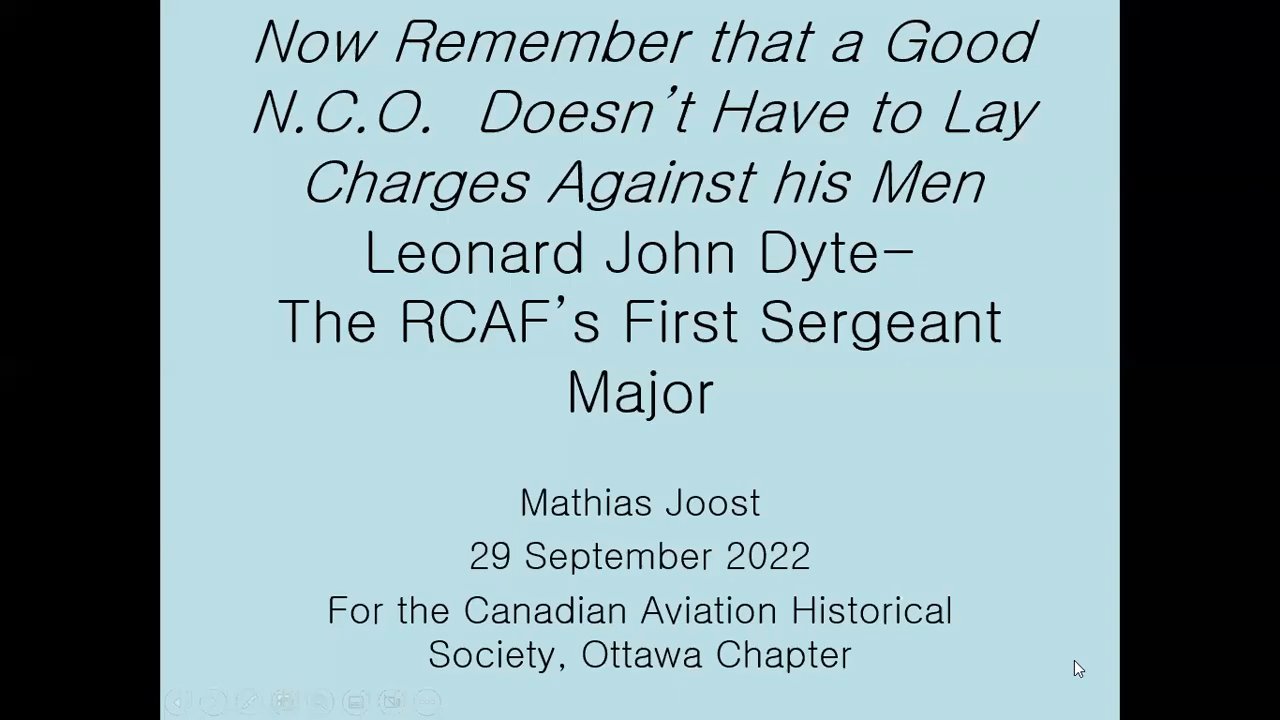 Now Remember that a Good
N.C.O.  Doesn't Have to Lay
Charges Against his Men
Leonard John Dyte-
The RCAF's First Sergeant
Major
Mathias Joost
29 September 2022
For the Canadian Aviation Historical
Society, Ottawa Chapter